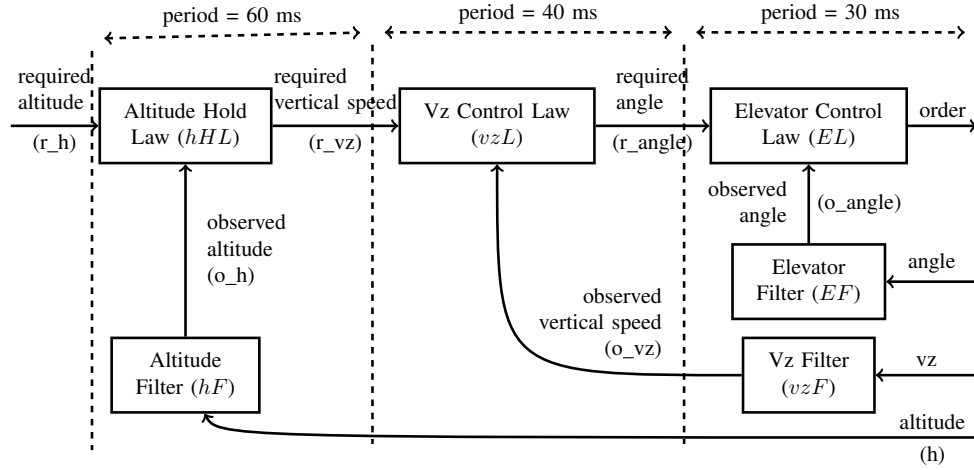 period = 60 ms
period = 40 ms
period = 30 ms
required
altitude
(r_h)
Altitude Hold
Law (hHL)
required
vertical speed
(r_vz)
Vz Control Law
(vzL)
required
angle
(r_angle)
Elevator Control
Law (EL)
order
observed
altitude
(o_h)
observed
angle
(o_angle)
Elevator
Filter (EF)
angle
observed
vertical speed
(o_vz)
Altitude
Filter (hF)
Vz Filter
(vzF)
vz
altitude
(h)